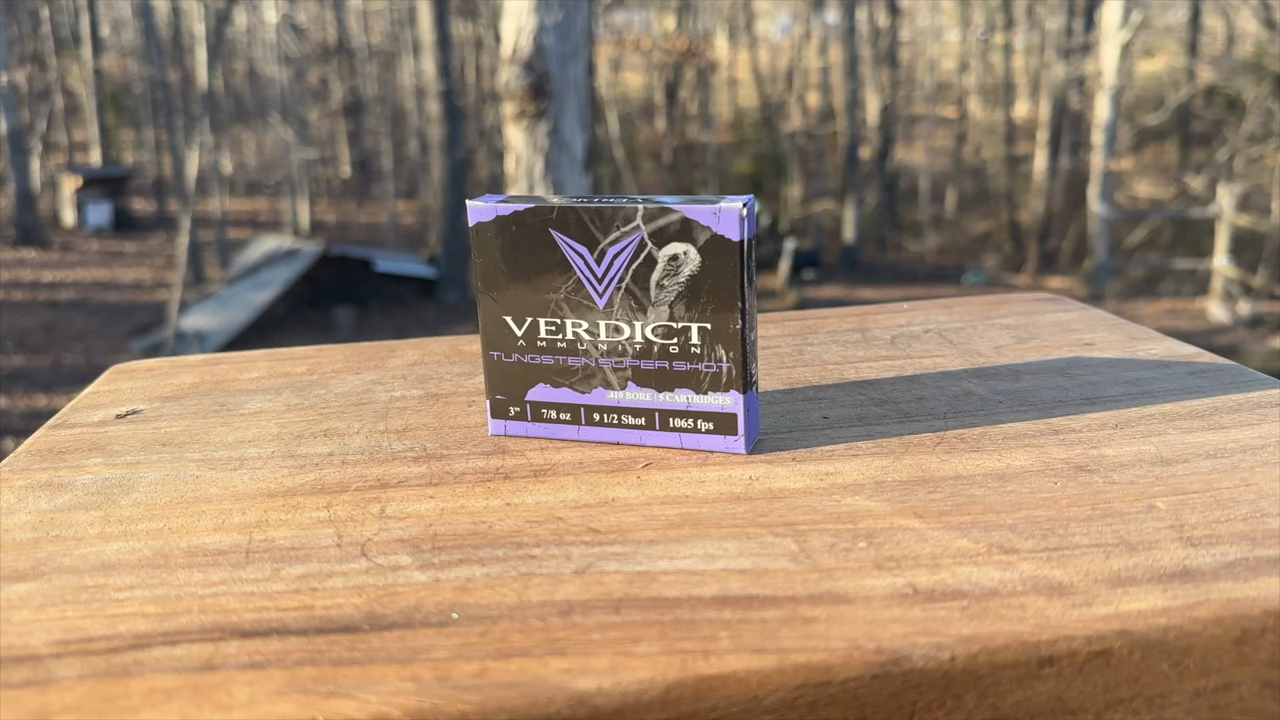 VERDICT
VERDICT
AMMUNITION
TUNGSTEN SUPER SHOT
.410 BORE | 5 CARTRIDGES
3” | 7/8 oz | 9 1/2 Shot | 1065 fps